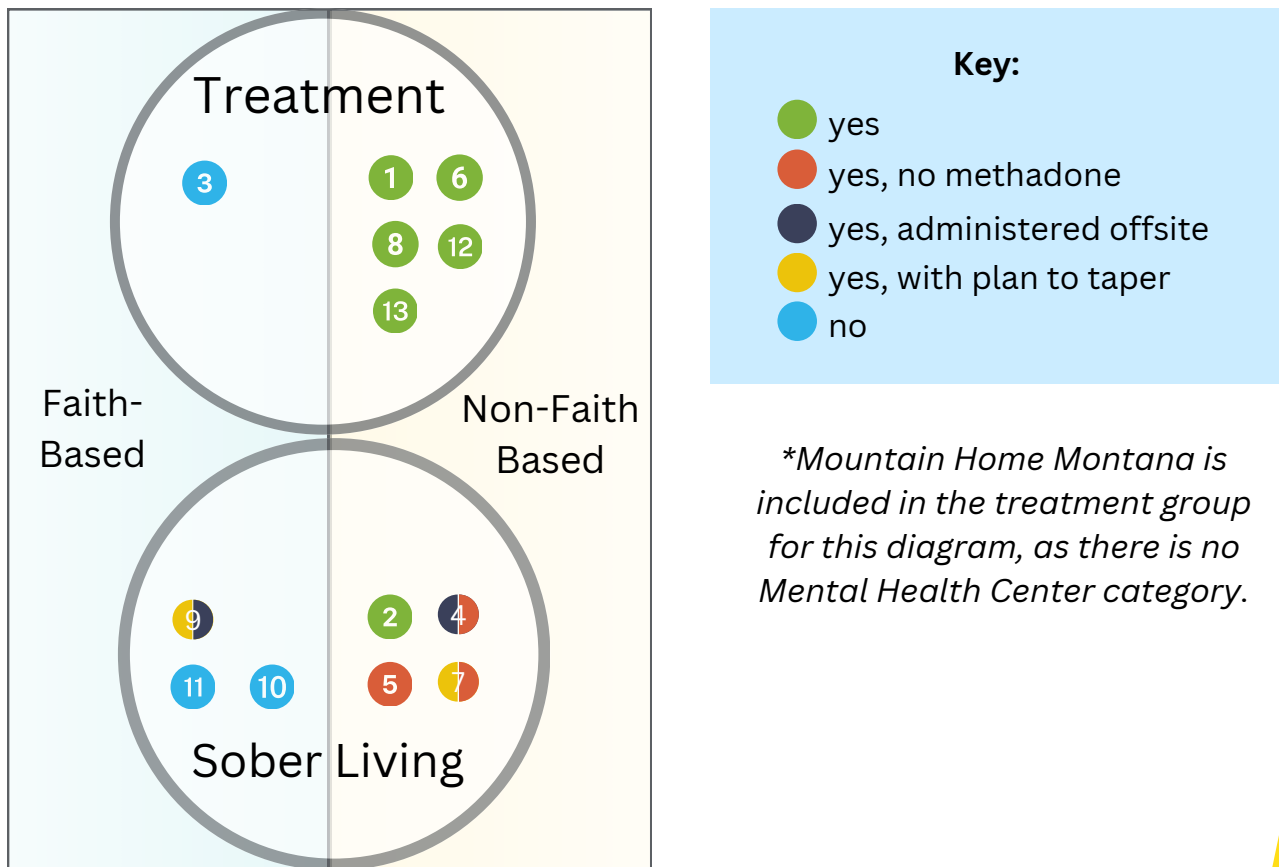 Treatment
3
1
6
8
12
13
Faith-
Based
Non-Faith
Based
9
2
4
11
10
5
7
Sober Living
Key:
yes
yes, no methadone
yes, administered offsite
yes, with plan to taper
no
*Mountain Home Montana is
included in the treatment group
for this diagram, as there is no
Mental Health Center category.